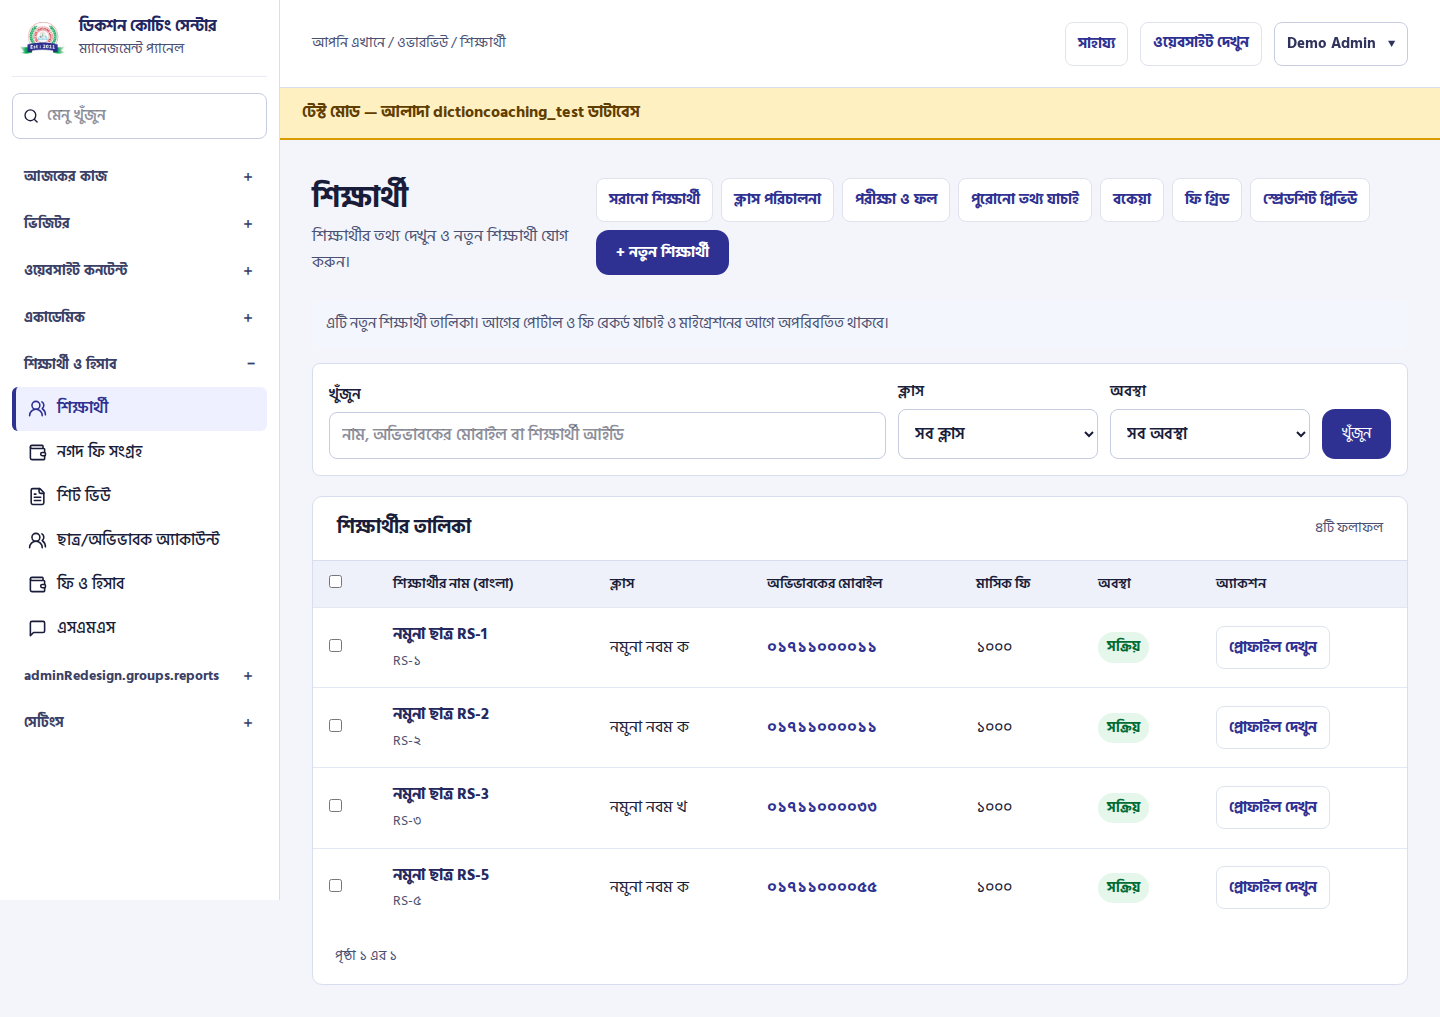 Est : 2011
ডিকশন কোচিং সেন্টার
ম্যানেজমেন্ট প্যানেল
মেনু খুঁজুন
আজকের কাজ +
ভিজিটর +
ওয়েবসাইট কনটেন্ট +
একাডেমিক +
শিক্ষার্থী ও হিসাব −
শিক্ষার্থী
নগদ ফি সংগ্রহ
শিট ভিউ
ছাত্র/অভিভাবক অ্যাকাউন্ট
ফি ও হিসাব
এসএমএস
adminRedesign.groups.reports +
সেটিংস +
আপনি এখানে / ওভারভিউ / শিক্ষার্থী
সাহায্য
ওয়েবসাইট দেখুন
Demo Admin ▾
টেস্ট মোড — আলাদা dictioncoaching_test ডাটাবেস
শিক্ষার্থী
শিক্ষার্থীর তথ্য দেখুন ও নতুন শিক্ষার্থী যোগ
করুন।
সরানো শিক্ষার্থী ক্লাস পরিচালনা পরীক্ষা ও ফল পুরোনো তথ্য যাচাই বকেয়া ফি গ্রিড স্প্রেডশিট প্রিভিউ
+ নতুন শিক্ষার্থী
এটি নতুন শিক্ষার্থী তালিকা। আগের পোর্টাল ও ফি রেকর্ড যাচাই ও মাইগ্রেশনের আগে অপরিবর্তিত থাকবে।
খুঁজুন ক্লাস অবস্থা
নাম, অভিভাবকের মোবাইল বা শিক্ষার্থী আইডি সব ক্লাস সব অবস্থা খুঁজুন
শিক্ষার্থীর তালিকা ৪টি ফলাফল
শিক্ষার্থীর নাম (বাংলা) ক্লাস অভিভাবকের মোবাইল মাসিক ফি অবস্থা অ্যাকশন
নমুনা ছাত্র RS-1 নমুনা নবম ক ০১৭১১০০০০১১ ১০০০ সক্রিয় প্রোফাইল দেখুন
RS-১
নমুনা ছাত্র RS-2 নমুনা নবম ক ০১৭১১০০০০১১ ১০০০ সক্রিয় প্রোফাইল দেখুন
RS-২
নমুনা ছাত্র RS-3 নমুনা নবম খ ০১৭১১০০০০৩৩ ১০০০ সক্রিয় প্রোফাইল দেখুন
RS-৩
নমুনা ছাত্র RS-5 নমুনা নবম ক ০১৭১১০০০০৫৫ ১০০০ সক্রিয় প্রোফাইল দেখুন
RS-৫
পৃষ্ঠা ১ এর ১